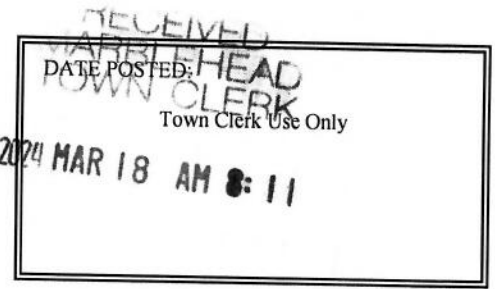 RECEIVED
MARBLEHEAD
TOWN CLERK
DATE POSTED:
Town Clerk Use Only
2024 MAR 18 AM 8:11